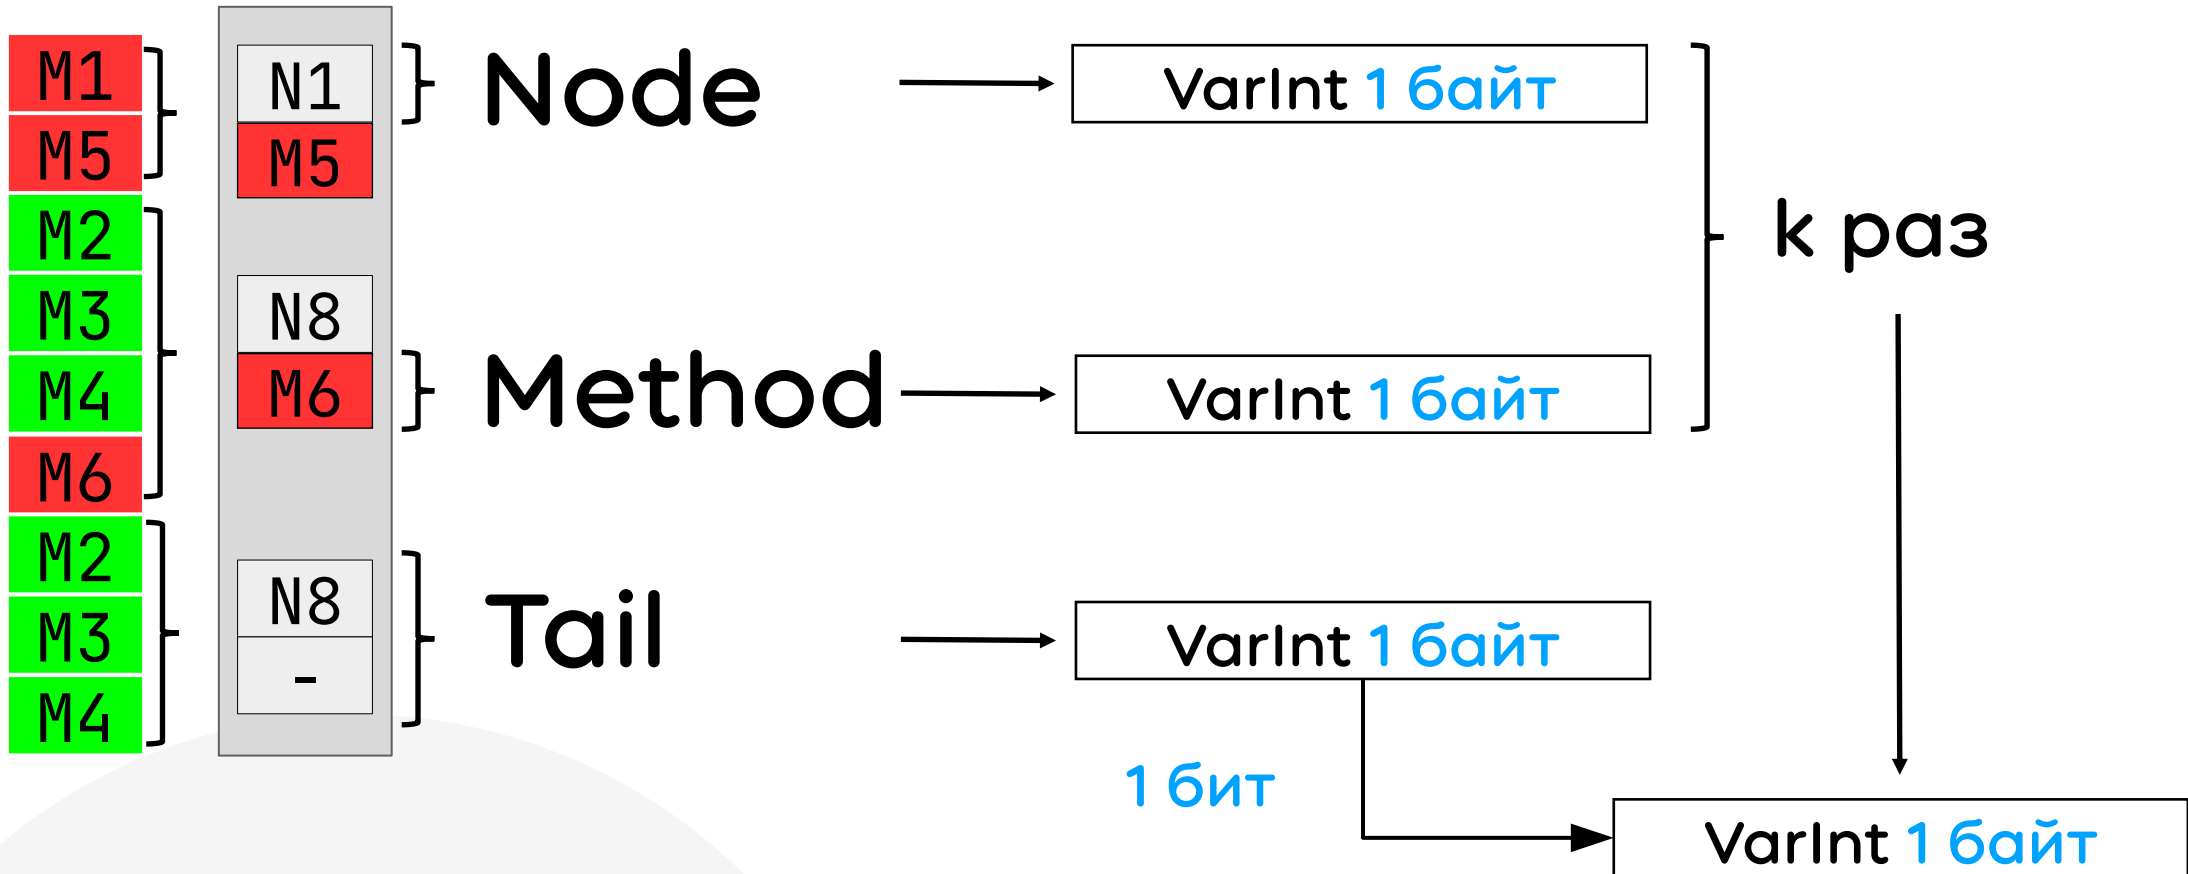 M1
M5
M2
M3
M4
M6
M2
M3
M4
N1
M5
N8
M6
N8
-
Node
Method
Tail
VarInt 1 байт
VarInt 1 байт
VarInt 1 байт
k раз
1 бит
VarInt 1 байт